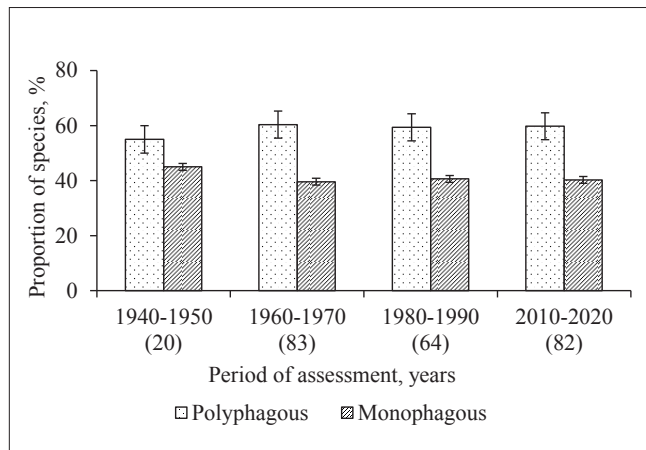 Proportion of species, %
80
60
40
20
0
1940-1950 1960-1970 1980-1990 2010-2020
(20) (83) (64) (82)
Period of assessment, years
Polyphagous Monophagous